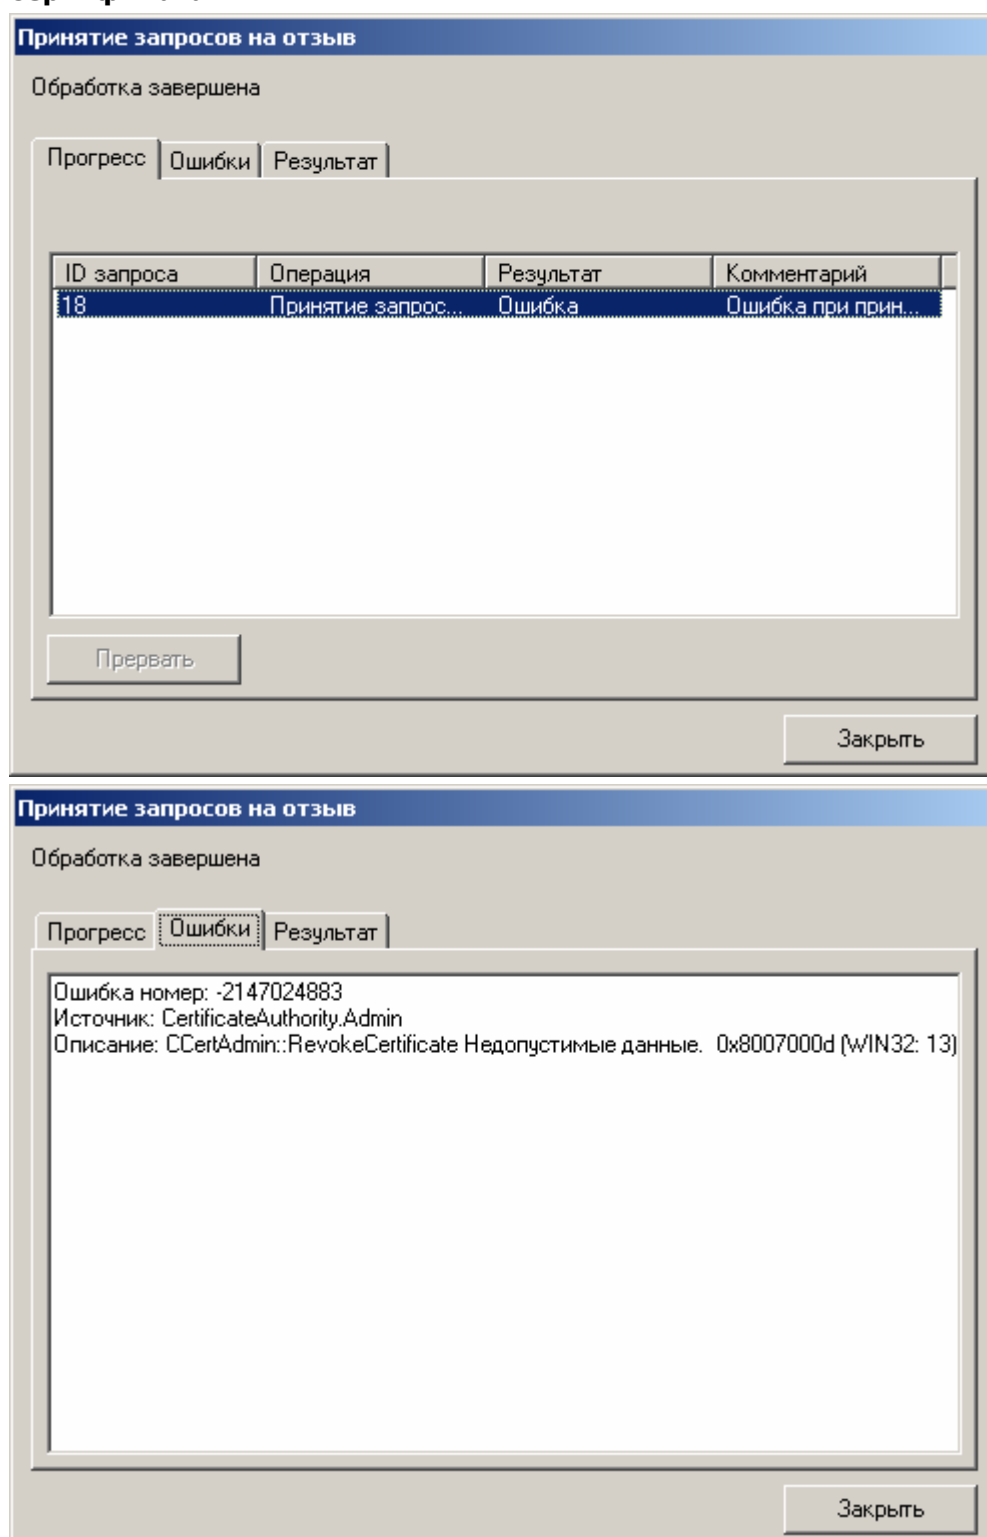 Принятие запросов на отзыв
Обработка завершена
Прогресс Ошибки Результат
ID запроса Операция Результат Комментарий
18 Принятие запрос... Ошибка Ошибка при прин...
Прервать
Закрыть
Принятие запросов на отзыв
Обработка завершена
Прогресс Ошибки Результат
Ошибка номер: -2147024883
Источник: CertificateAuthority.Admin
Описание: CCertAdmin::RevokeCertificate Недопустимые данные. 0x8007000d (WIN32: 13)
Закрыть